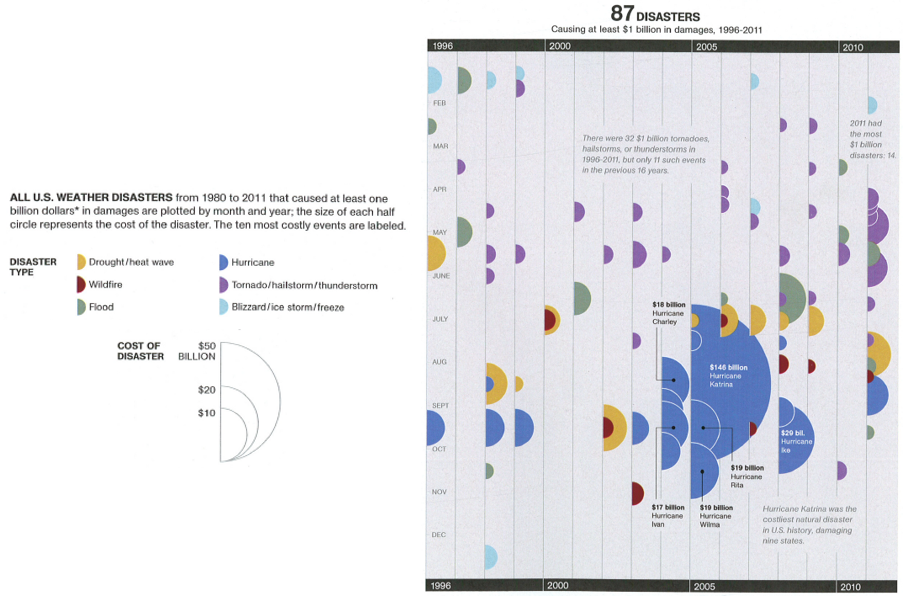 87 DISASTERS
Causing at least $1 billion in damages, 1996-2011
1996 2000 2005 2010
FEB
MAR
APR
MAY
JUNE
JULY
AUG
SEPT
OCT
NOV
DEC
There were 32 $1 billion tornadoes,
hailstorms, or thunderstorms in
1996-2011, but only 11 such events
in the previous 16 years.
2011 had
the most
$1 billion
disasters: 14.
ALL U.S. WEATHER DISASTERS from 1980 to 2011 that caused at least one
billion dollars* in damages are plotted by month and year; the size of each half
circle represents the cost of the disaster. The ten most costly events are labeled.
DISASTER
TYPE
Drought/heat wave
Wildfire
Flood
Hurricane
Tornado/hailstorm/thunderstorm
Blizzard/ice storm/freeze
COST OF
DISASTER
$50
BILLION
$20
$10
$18 billion
Hurricane
Charley
$146 billion
Hurricane
Katrina
$29 bil.
Hurricane
Ike
$19 billion
Hurricane
Rita
$17 billion
Hurricane
Ivan
$19 billion
Hurricane
Wilma
Hurricane Katrina was the
costliest natural disaster
in U.S. history, damaging
nine states.
1996 2000 2005 2010